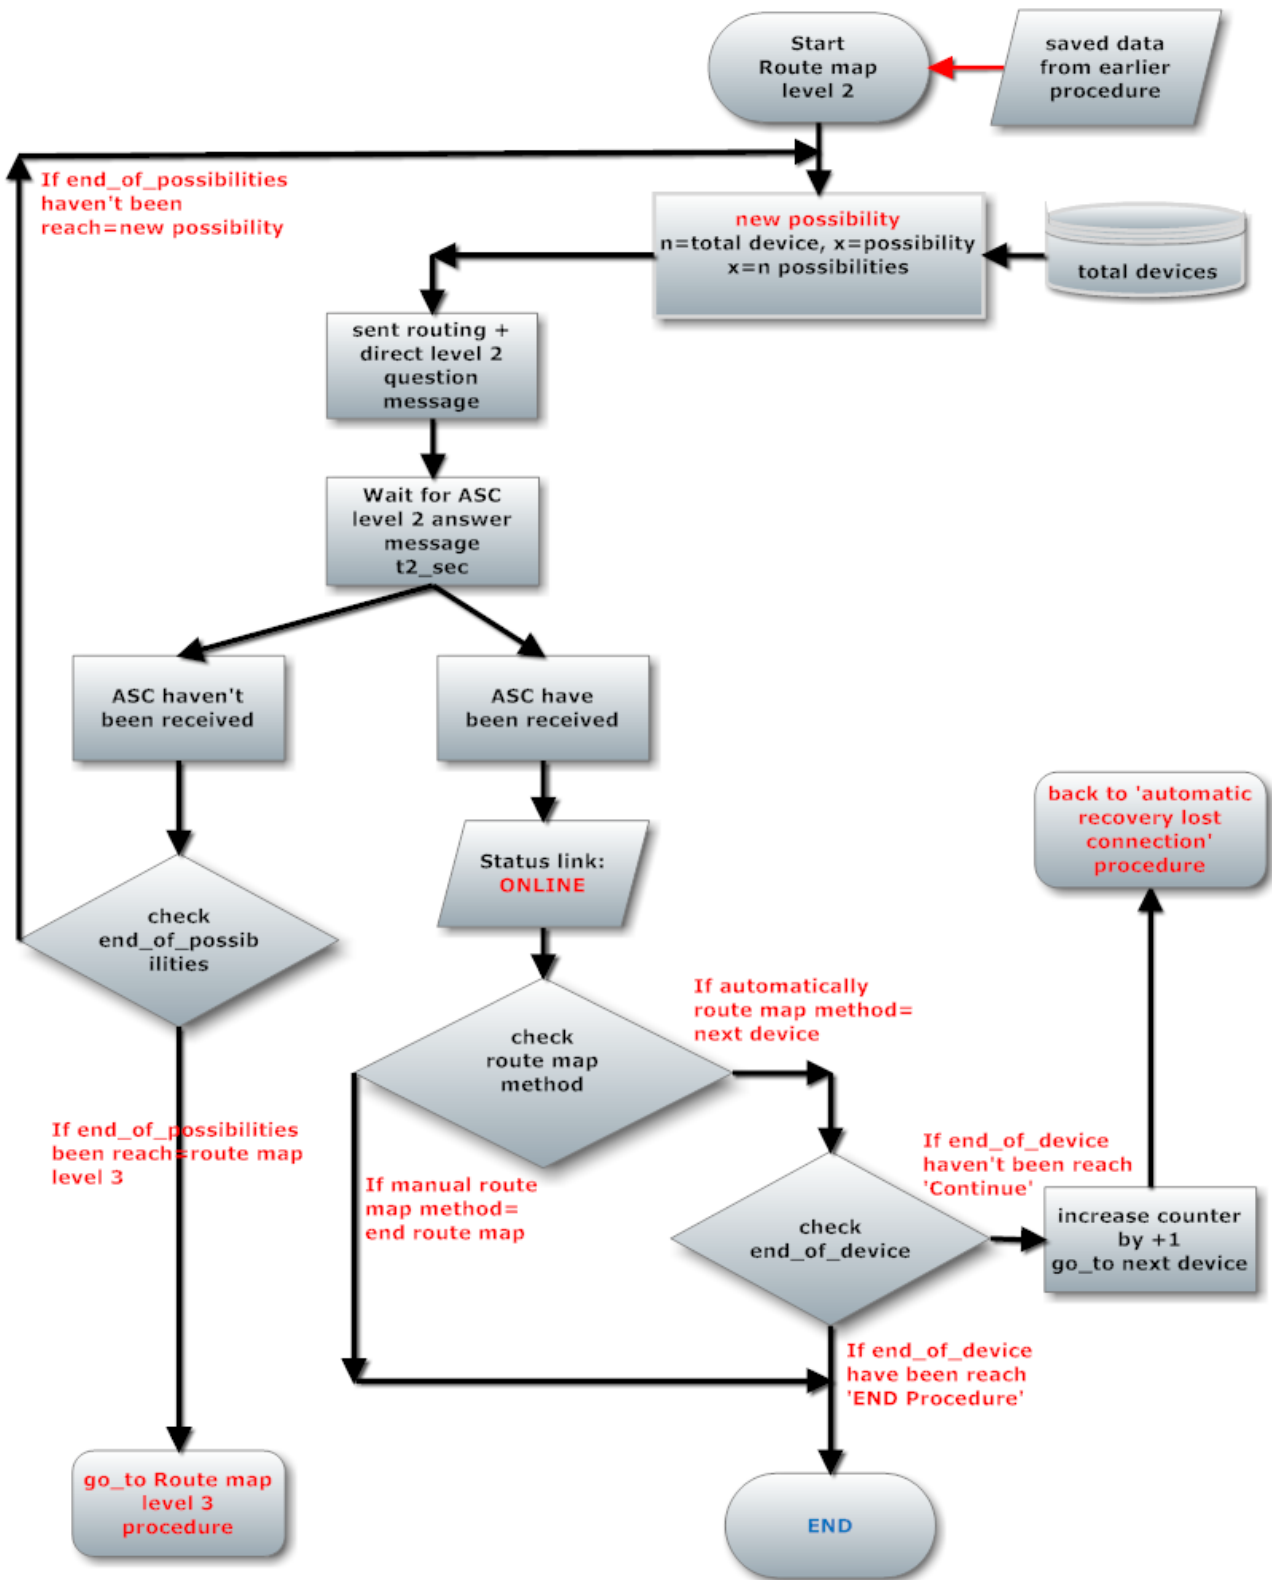 Start
Route map
level 2
saved data
from earlier
procedure
If end_of_possibilities
haven't been
reach=new possibility
new possibility
n=total device, x=possibility
x=n possibilities
total devices
sent routing +
direct level 2
question
message
Wait for ASC
level 2 answer
message
t2_sec
ASC haven't
been received
ASC have
been received
back to 'automatic
recovery lost
connection'
procedure
Status link:
ONLINE
check
end_of_possib
ilities
If automatically
route map method=
next device
check
route map
method
If end_of_possibilities
been reach=route map
level 3
If manual route
map method=
end route map
If end_of_device
haven't been reach
'Continue'
check
end_of_device
increase counter
by +1
go_to next device
If end_of_device
have been reach
'END Procedure'
go_to Route map
level 3
procedure
END